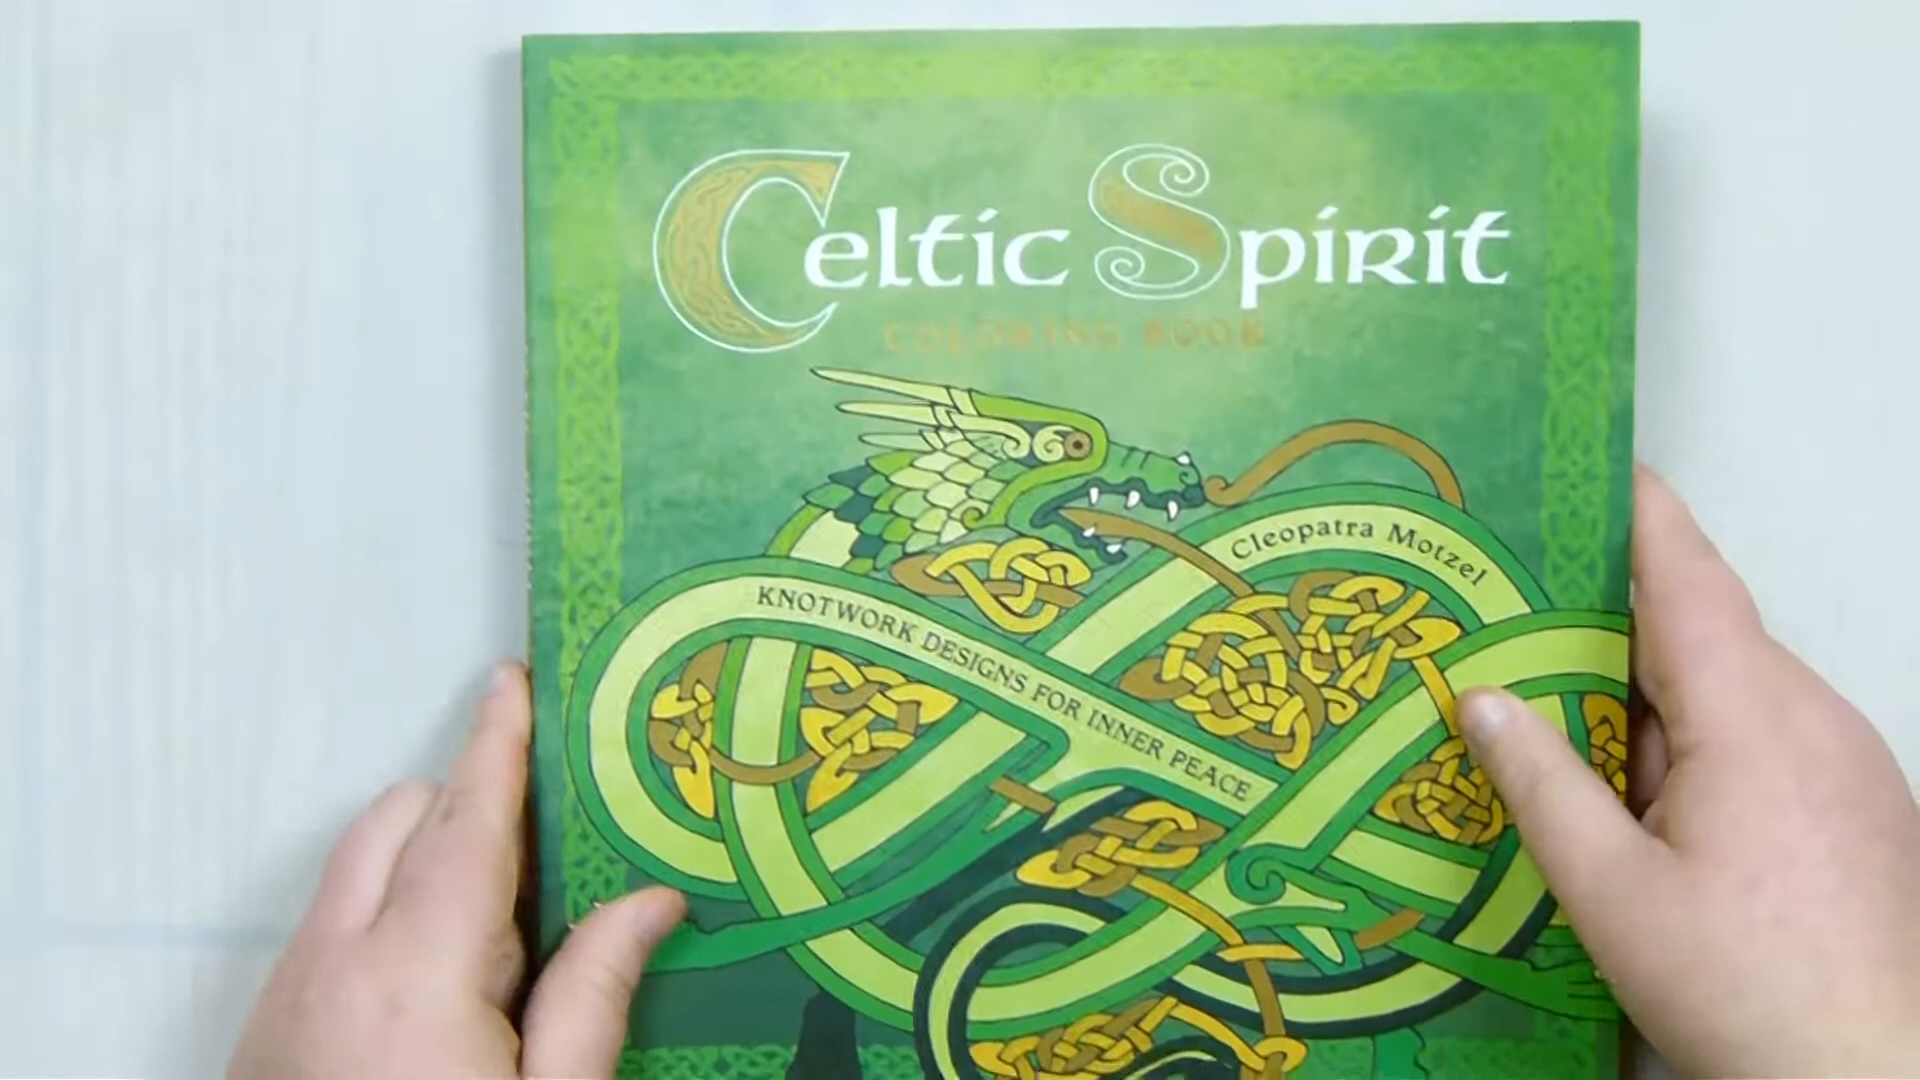 Celtic Spirit
COLORING BOOK
Cleopatra Motzel
KNOTWORK DESIGNS FOR INNER PEACE